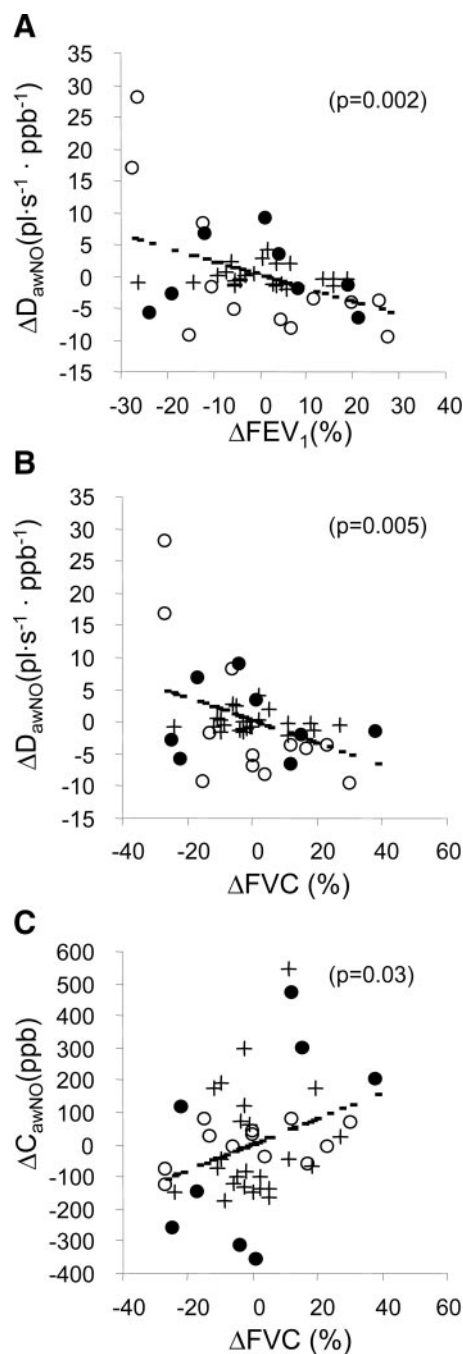 A
ΔD_awNO(pl·s⁻¹ · ppb⁻¹)
35
30
25
20
15
10
5
0
-5
-10
-15
(p=0.002)
-30 -20 -10 0 10 20 30 40
ΔFEV₁(%)
B
ΔD_awNO(pl·s⁻¹ · ppb⁻¹)
35
30
25
20
15
10
5
0
-5
-10
-15
(p=0.005)
-40 -20 0 20 40 60
ΔFVC (%)
C
ΔC_awNO(ppb)
600
500
400
300
200
100
0
-100
-200
-300
-400
(p=0.03)
-40 -20 0 20 40 60
ΔFVC (%)